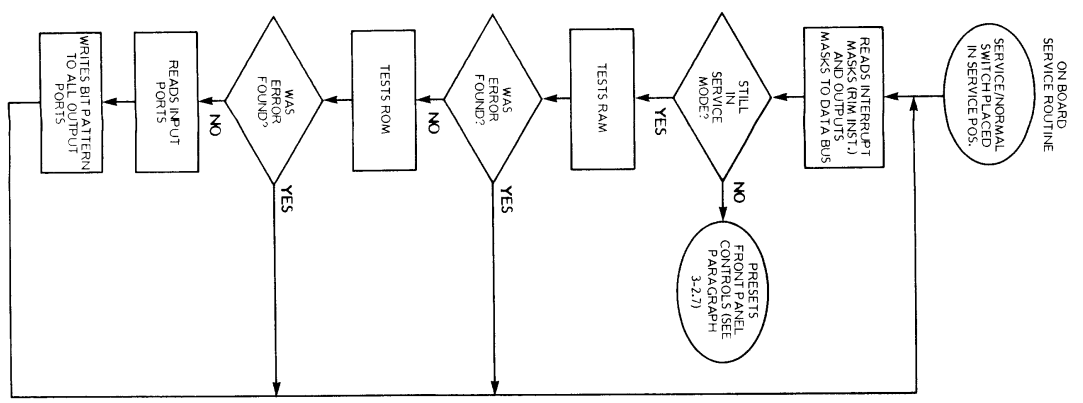 ON BOARD
SERVICE ROUTINE
SERVICE/NORMAL
SWITCH PLACED
IN SERVICE POS.
READS INTERRUPT
MASKS (RIM INST.)
AND OUTPUTS
MASKS TO DATA BUS
STILL
IN
SERVICE
MODE?
NO
PRESETS
FRONT PANEL
CONTROLS (SEE
PARAGRAPH
3-2.7)
YES
TESTS RAM
WAS
ERROR
FOUND?
YES
NO
TESTS ROM
WAS
ERROR
FOUND?
YES
NO
READS INPUT
PORTS
WRITES BIT PATTERN
TO ALL OUTPUT
PORTS